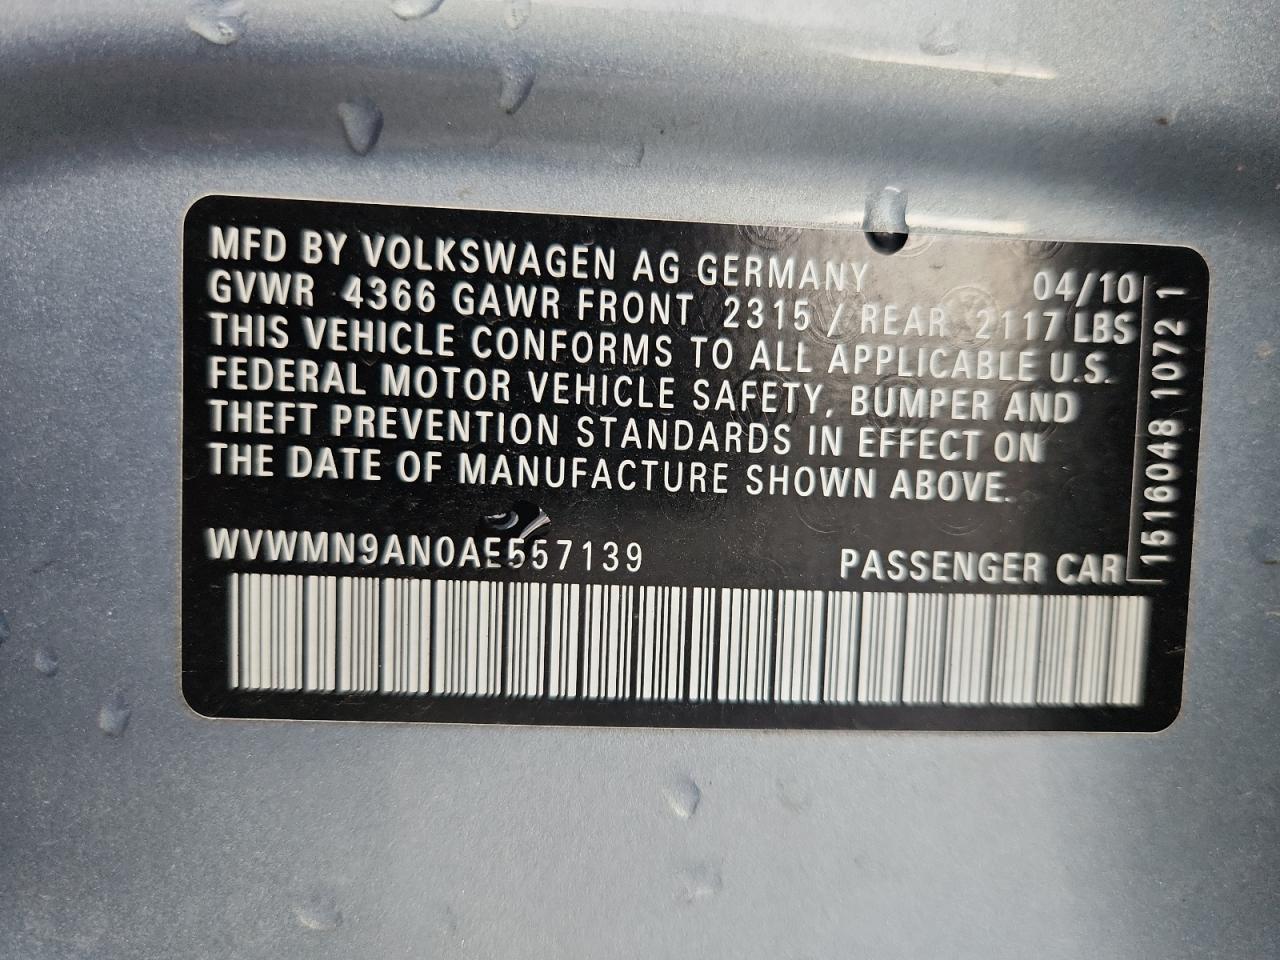 MFD BY VOLKSWAGEN AG GERMANY 04/10
GVWR 4366 GAWR FRONT 2315 / REAR 2117 LBS
THIS VEHICLE CONFORMS TO ALL APPLICABLE U.S.
FEDERAL MOTOR VEHICLE SAFETY, BUMPER AND
THEFT PREVENTION STANDARDS IN EFFECT ON
THE DATE OF MANUFACTURE SHOWN ABOVE.
WVWMN9AN0AE557139 PASSENGER CAR
1516048 1072 1